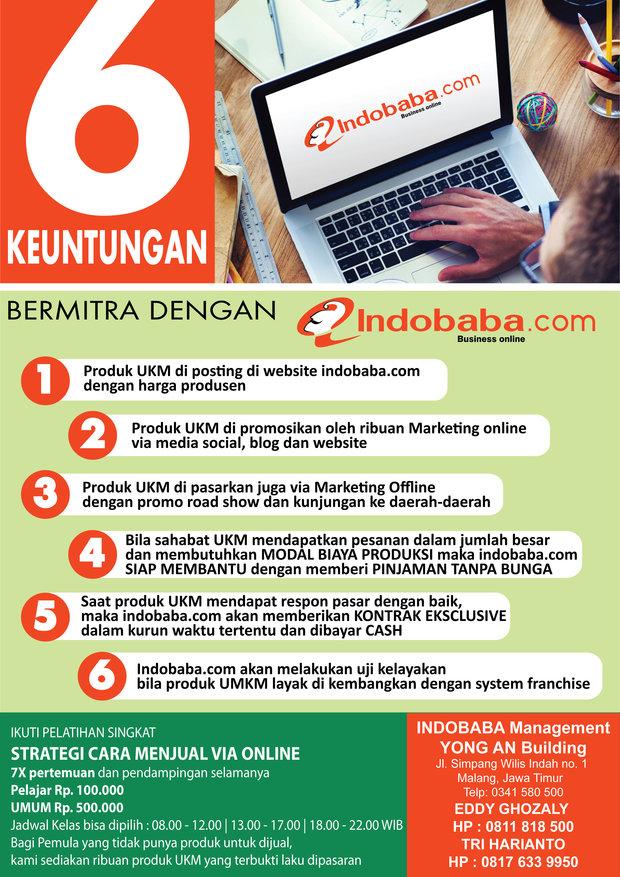 6
KEUNTUNGAN
Indobaba.com
Business online
BERMITRA DENGAN
Indobaba.com
Business online
1
Produk UKM di posting di website indobaba.com
dengan harga produsen
2
Produk UKM di promosikan oleh ribuan Marketing online
via media social, blog dan website
3
Produk UKM di pasarkan juga via Marketing Offline
dengan promo road show dan kunjungan ke daerah-daerah
4
Bila sahabat UKM mendapatkan pesanan dalam jumlah besar
dan membutuhkan MODAL BIAYA PRODUKSI maka indobaba.com
SIAP MEMBANTU dengan memberi PINJAMAN TANPA BUNGA
5
Saat produk UKM mendapat respon pasar dengan baik,
maka indobaba.com akan memberikan KONTRAK EKSCLUSIVE
dalam kurun waktu tertentu dan dibayar CASH
6
Indobaba.com akan melakukan uji kelayakan
bila produk UMKM layak di kembangkan dengan system franchise
IKUTI PELATIHAN SINGKAT
STRATEGI CARA MENJUAL VIA ONLINE
7X pertemuan dan pendampingan selamanya
Pelajar Rp. 100.000
UMUM Rp. 500.000
Jadwal Kelas bisa dipilih : 08.00 - 12.00 | 13.00 - 17.00 | 18.00 - 22.00 WIB
Bagi Pemula yang tidak punya produk untuk dijual,
kami sediakan ribuan produk UKM yang terbukti laku dipasaran
INDOBABA Management
YONG AN Building
Jl. Simpang Wilis Indah no. 1
Malang, Jawa Timur
Telp: 0341 580 500
EDDY GHOZALY
HP : 0811 818 500
TRI HARIANTO
HP : 0817 633 9950